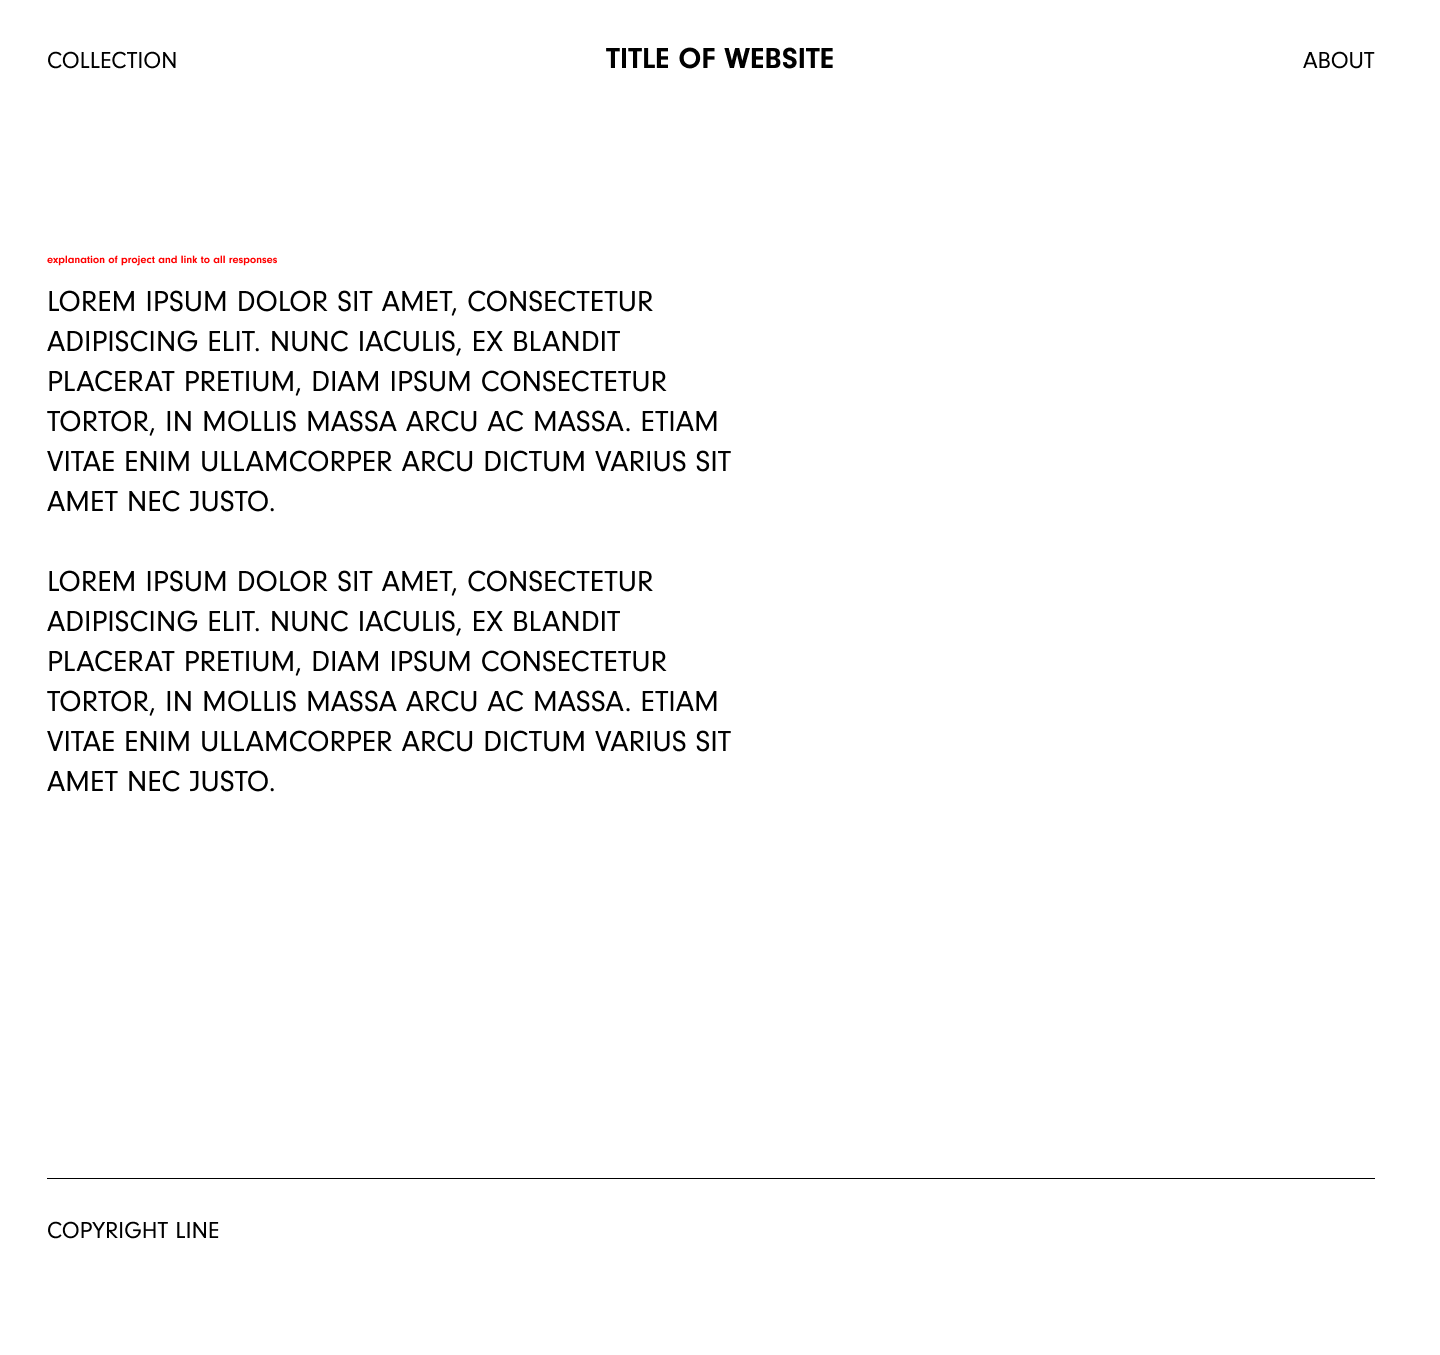 COLLECTION TITLE OF WEBSITE ABOUT
explanation of project and link to all responses
LOREM IPSUM DOLOR SIT AMET, CONSECTETUR
ADIPISCING ELIT. NUNC IACULIS, EX BLANDIT
PLACERAT PRETIUM, DIAM IPSUM CONSECTETUR
TORTOR, IN MOLLIS MASSA ARCU AC MASSA. ETIAM
VITAE ENIM ULLAMCORPER ARCU DICTUM VARIUS SIT
AMET NEC JUSTO.
LOREM IPSUM DOLOR SIT AMET, CONSECTETUR
ADIPISCING ELIT. NUNC IACULIS, EX BLANDIT
PLACERAT PRETIUM, DIAM IPSUM CONSECTETUR
TORTOR, IN MOLLIS MASSA ARCU AC MASSA. ETIAM
VITAE ENIM ULLAMCORPER ARCU DICTUM VARIUS SIT
AMET NEC JUSTO.
COPYRIGHT LINE